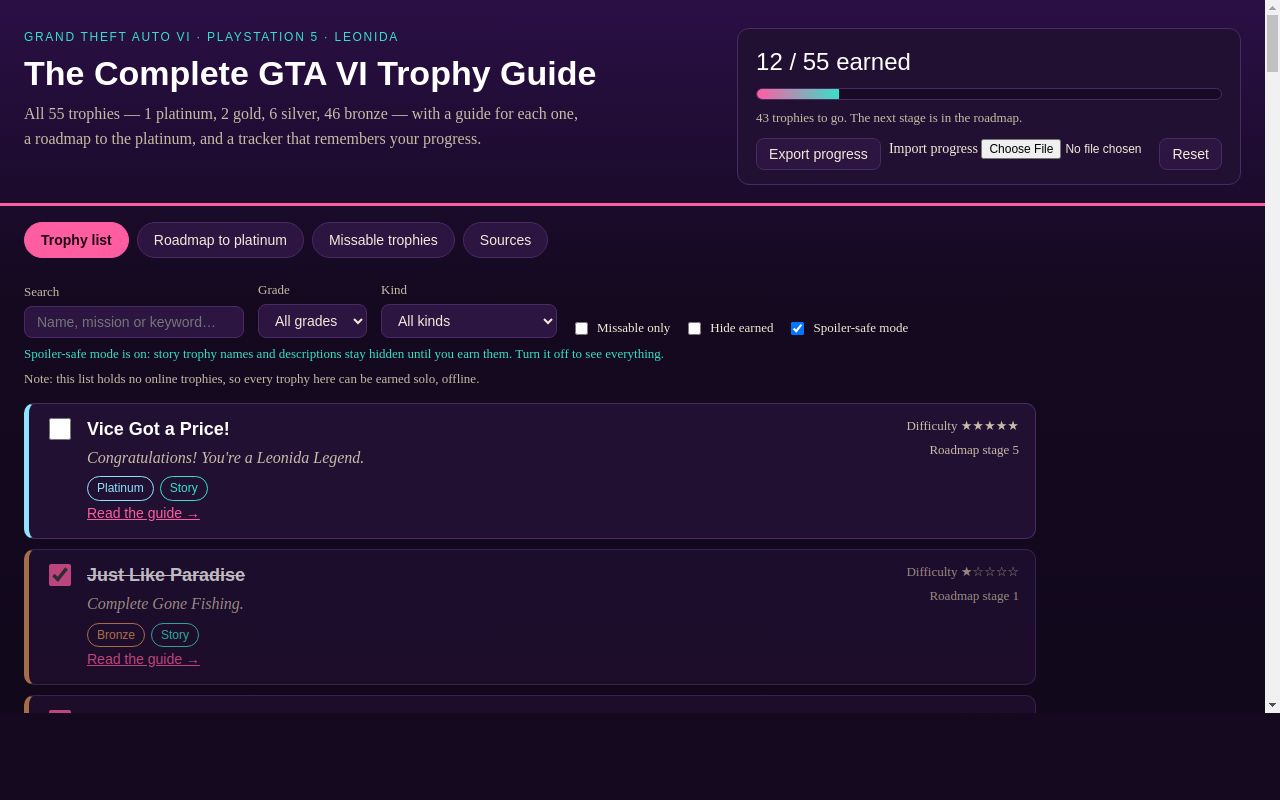 GRAND THEFT AUTO VI · PLAYSTATION 5 · LEONIDA
The Complete GTA VI Trophy Guide
All 55 trophies — 1 platinum, 2 gold, 6 silver, 46 bronze — with a guide for each one,
a roadmap to the platinum, and a tracker that remembers your progress.
12 / 55 earned
43 trophies to go. The next stage is in the roadmap.
Export progress
Import progress Choose File No file chosen
Reset
Trophy list
Roadmap to platinum
Missable trophies
Sources
Search
Name, mission or keyword…
Grade
All grades
Kind
All kinds
Missable only
Hide earned
Spoiler-safe mode
Spoiler-safe mode is on: story trophy names and descriptions stay hidden until you earn them. Turn it off to see everything.
Note: this list holds no online trophies, so every trophy here can be earned solo, offline.
Vice Got a Price!
Congratulations! You're a Leonida Legend.
Platinum
Story
Read the guide →
Difficulty ★★★★★
Roadmap stage 5
Just Like Paradise
Complete Gone Fishing.
Bronze
Story
Read the guide →
Difficulty ★☆☆☆☆
Roadmap stage 1